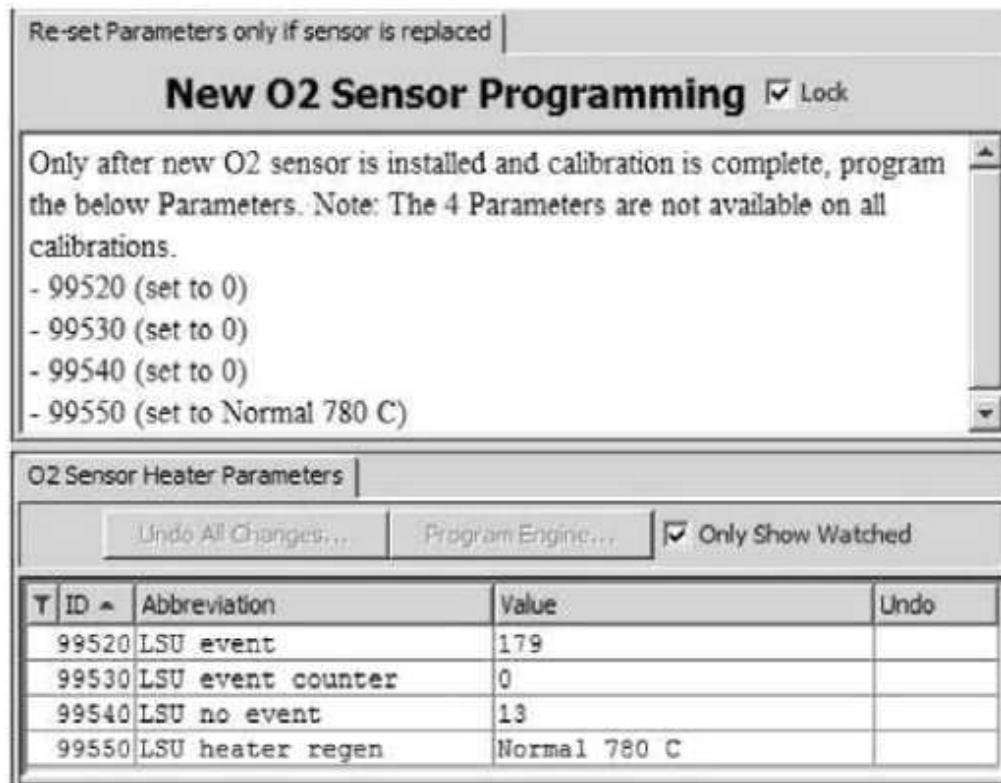 Re-set Parameters only if sensor is replaced
New O2 Sensor Programming Lock
Only after new O2 sensor is installed and calibration is complete, program
the below Parameters. Note: The 4 Parameters are not available on all
calibrations.
- 99520 (set to 0)
- 99530 (set to 0)
- 99540 (set to 0)
- 99550 (set to Normal 780 C)
O2 Sensor Heater Parameters
Undo All Changes... Program Engine... Only Show Watched
ID Abbreviation Value Undo
99520 LSU event 179
99530 LSU event counter 0
99540 LSU no event 13
99550 LSU heater regen Normal 780 C